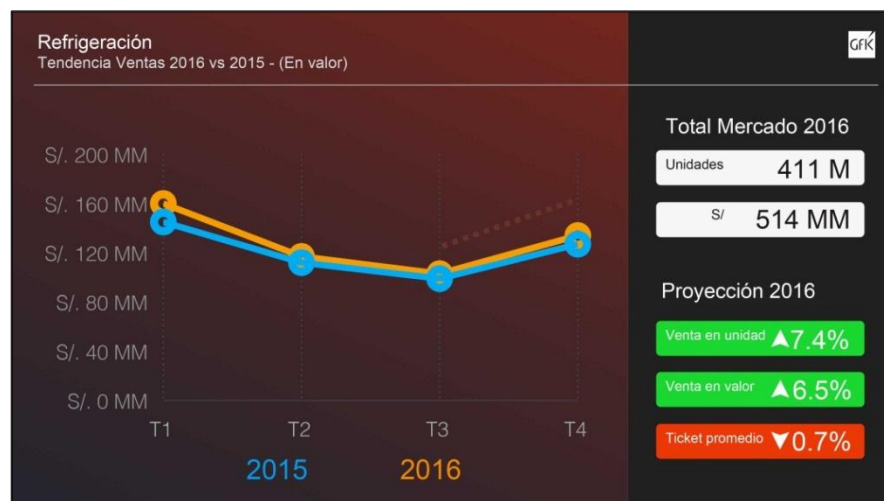 Refrigeración
Tendencia Ventas 2016 vs 2015 - (En valor)
GfK
S/. 200 MM
S/. 160 MM
S/. 120 MM
S/. 80 MM
S/. 40 MM
S/. 0 MM
T1 T2 T3 T4
2015 2016
Total Mercado 2016
Unidades 411 M
S/ 514 MM
Proyección 2016
Venta en unidad 7.4%
Venta en valor 6.5%
Ticket promedio 0.7%